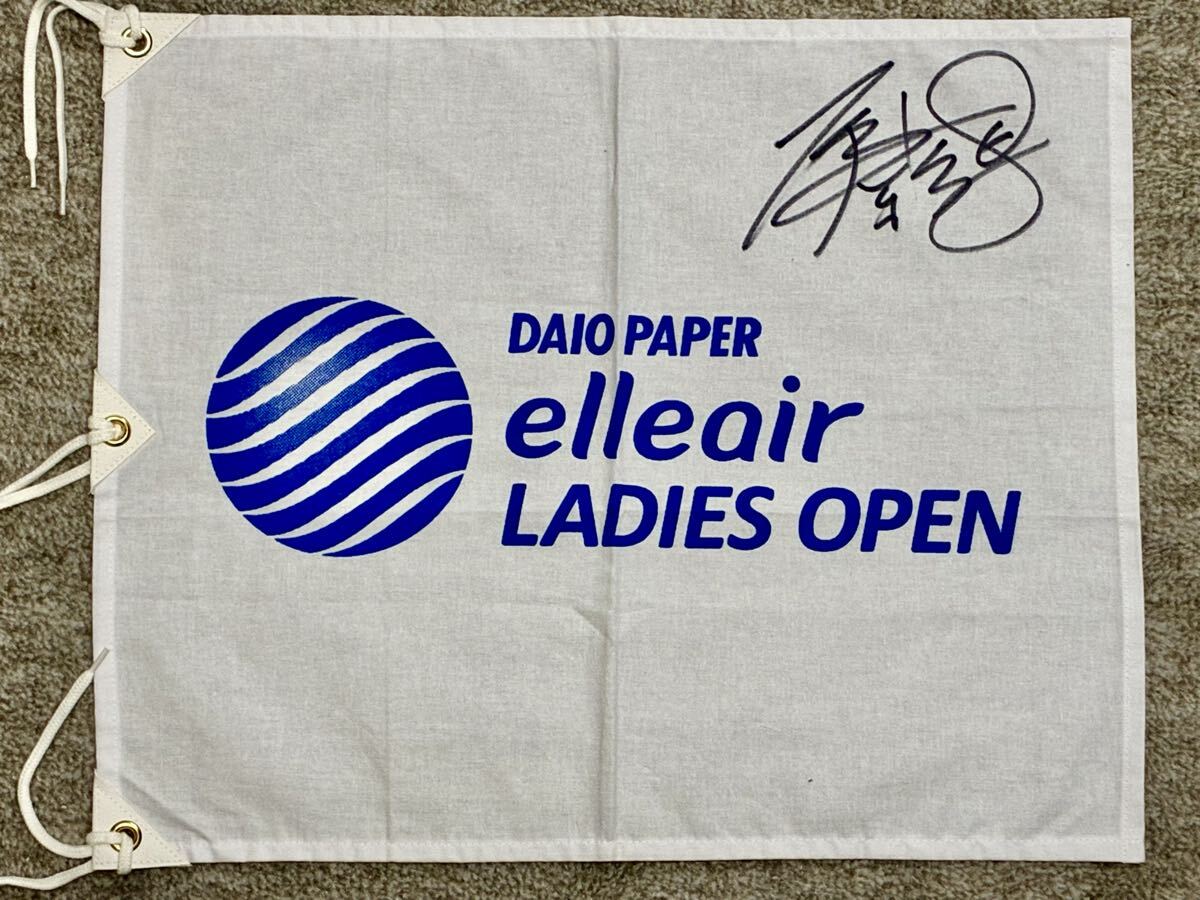 DAIO PAPER
elleair
LADIES OPEN